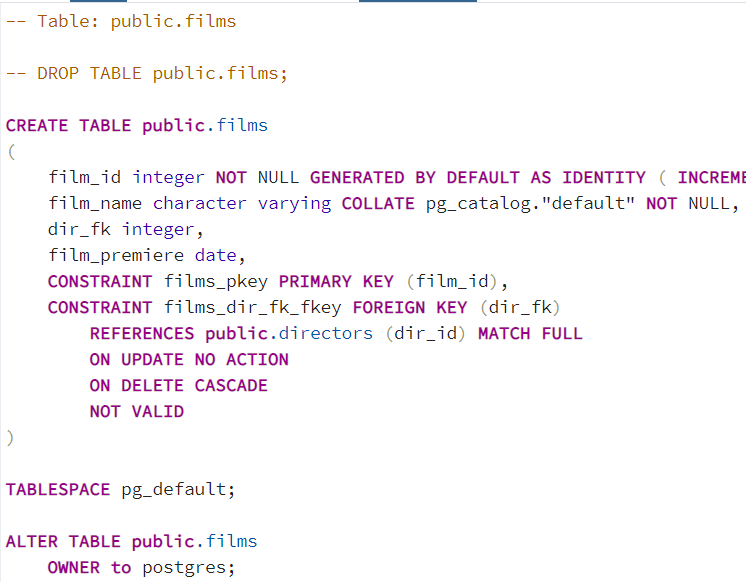 -- Table: public.films
-- DROP TABLE public.films;
CREATE TABLE public.films
(
film_id integer NOT NULL GENERATED BY DEFAULT AS IDENTITY ( INCREME
film_name character varying COLLATE pg_catalog."default" NOT NULL,
dir_fk integer,
film_premiere date,
CONSTRAINT films_pkey PRIMARY KEY (film_id),
CONSTRAINT films_dir_fk_fkey FOREIGN KEY (dir_fk)
REFERENCES public.directors (dir_id) MATCH FULL
ON UPDATE NO ACTION
ON DELETE CASCADE
NOT VALID
)
TABLESPACE pg_default;
ALTER TABLE public.films
OWNER to postgres;